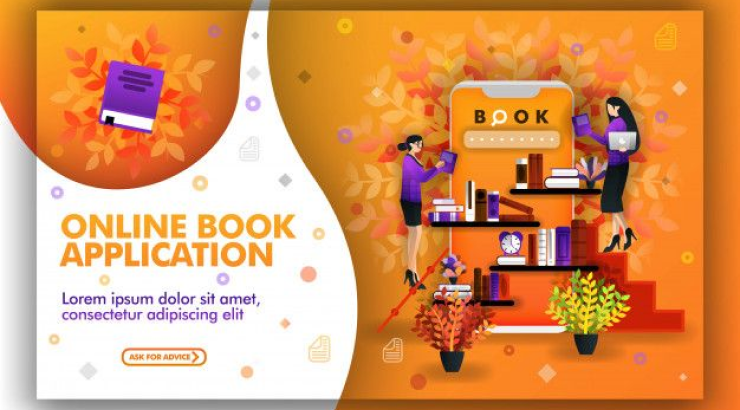 ONLINE BOOK
APPLICATION
Lorem ipsum dolor sit amet,
consectetur adipiscing elit
ASK FOR ADVICE
BOOK